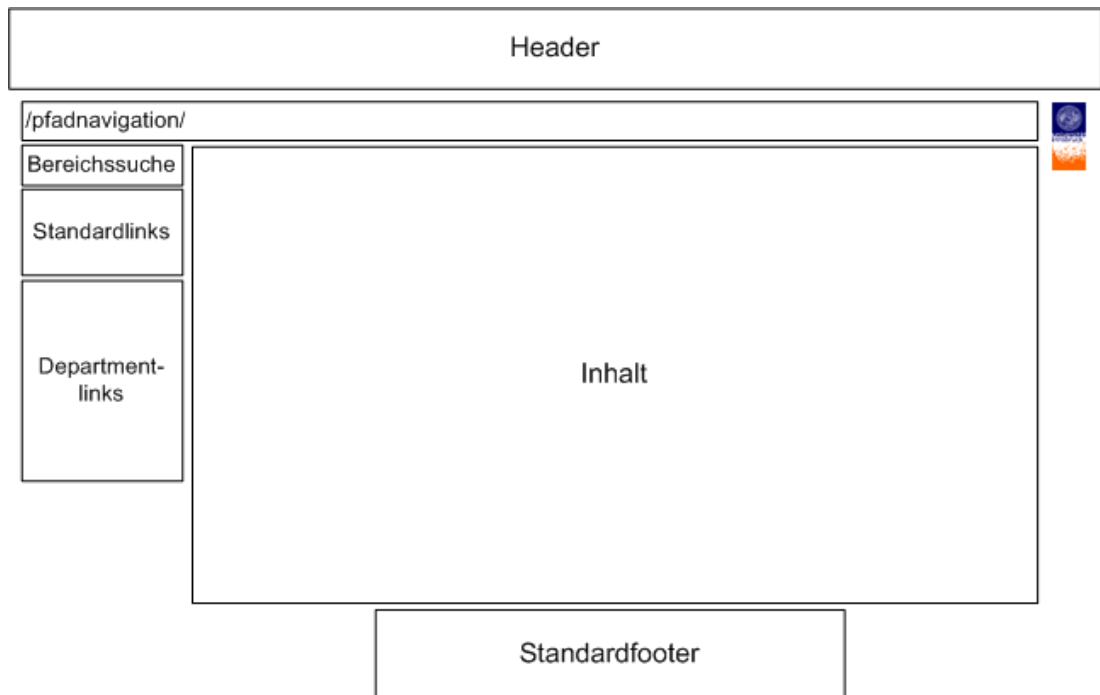 Header
/pfadnavigation/
Bereichssuche
Standardlinks
Department-
links
Inhalt
Standardfooter